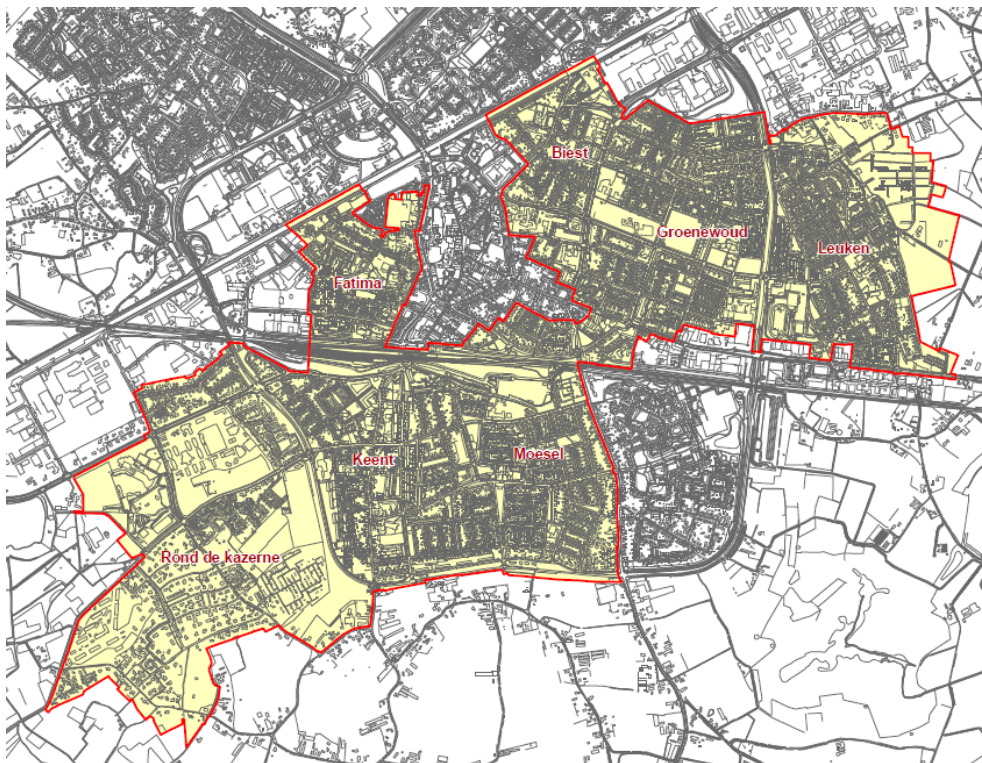 Biest
Groenewoud
Leuken
Fatima
Keent
Moesel
Rond de kazerne